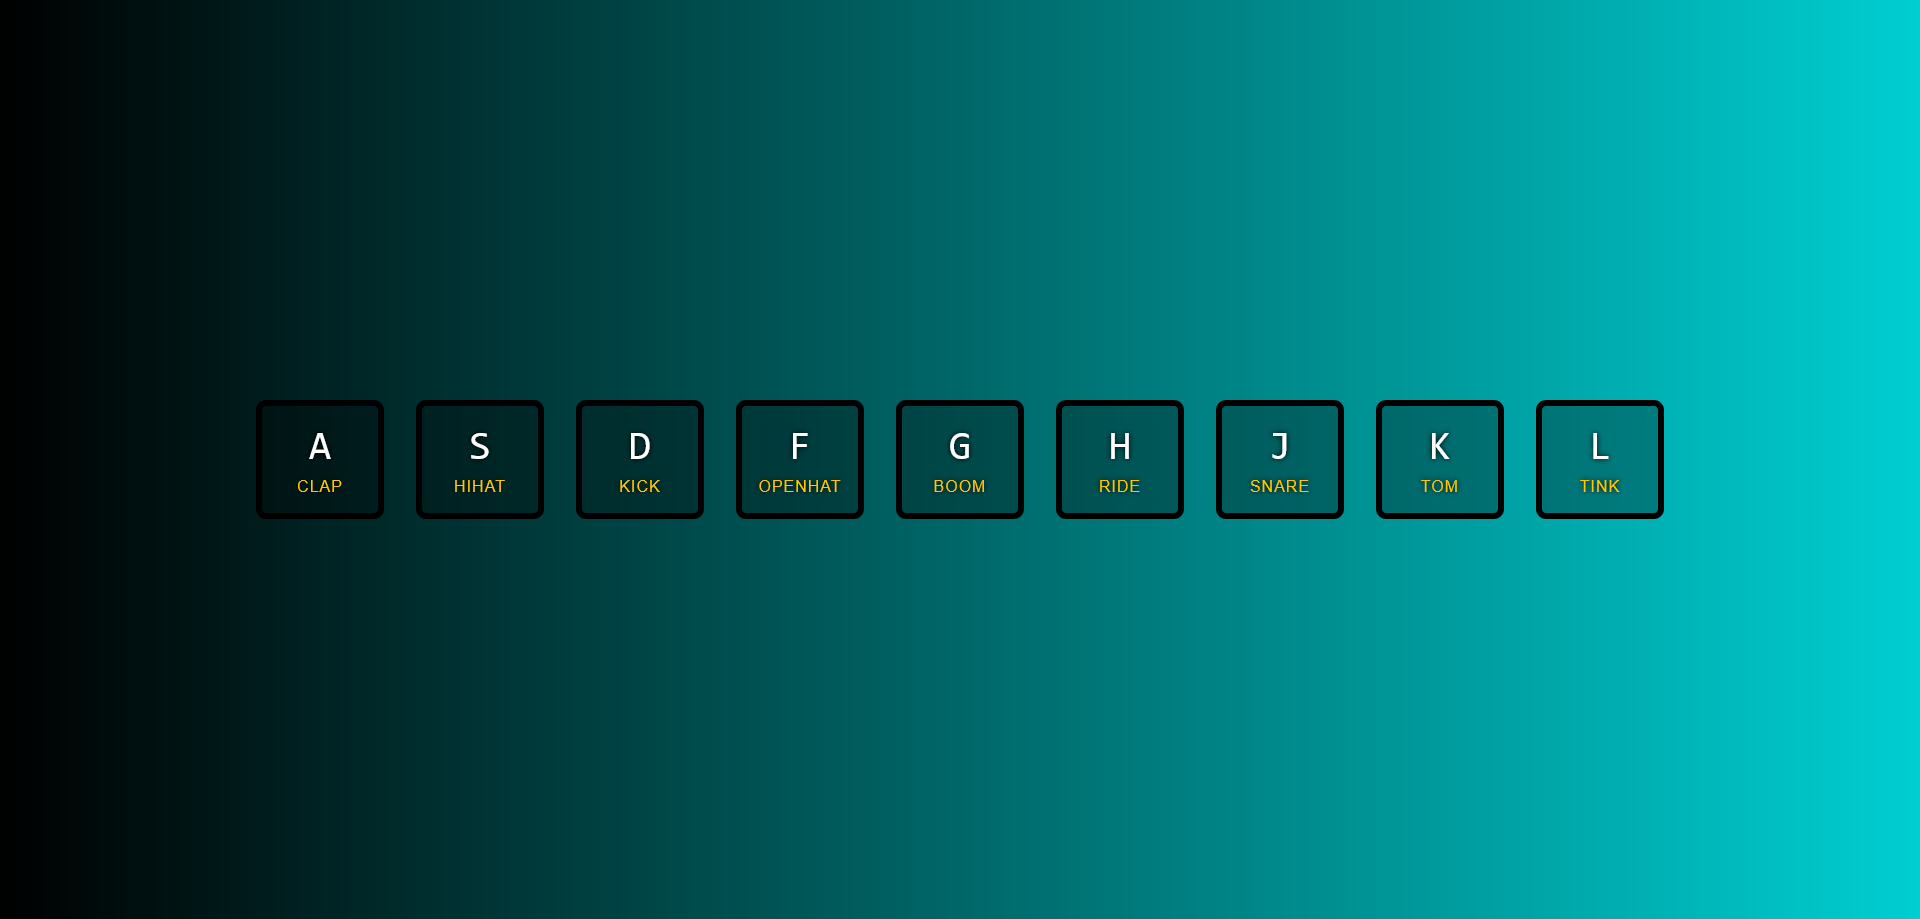 A S D F G H J K L
CLAP HIHAT KICK OPENHAT BOOM RIDE SNARE TOM TINK